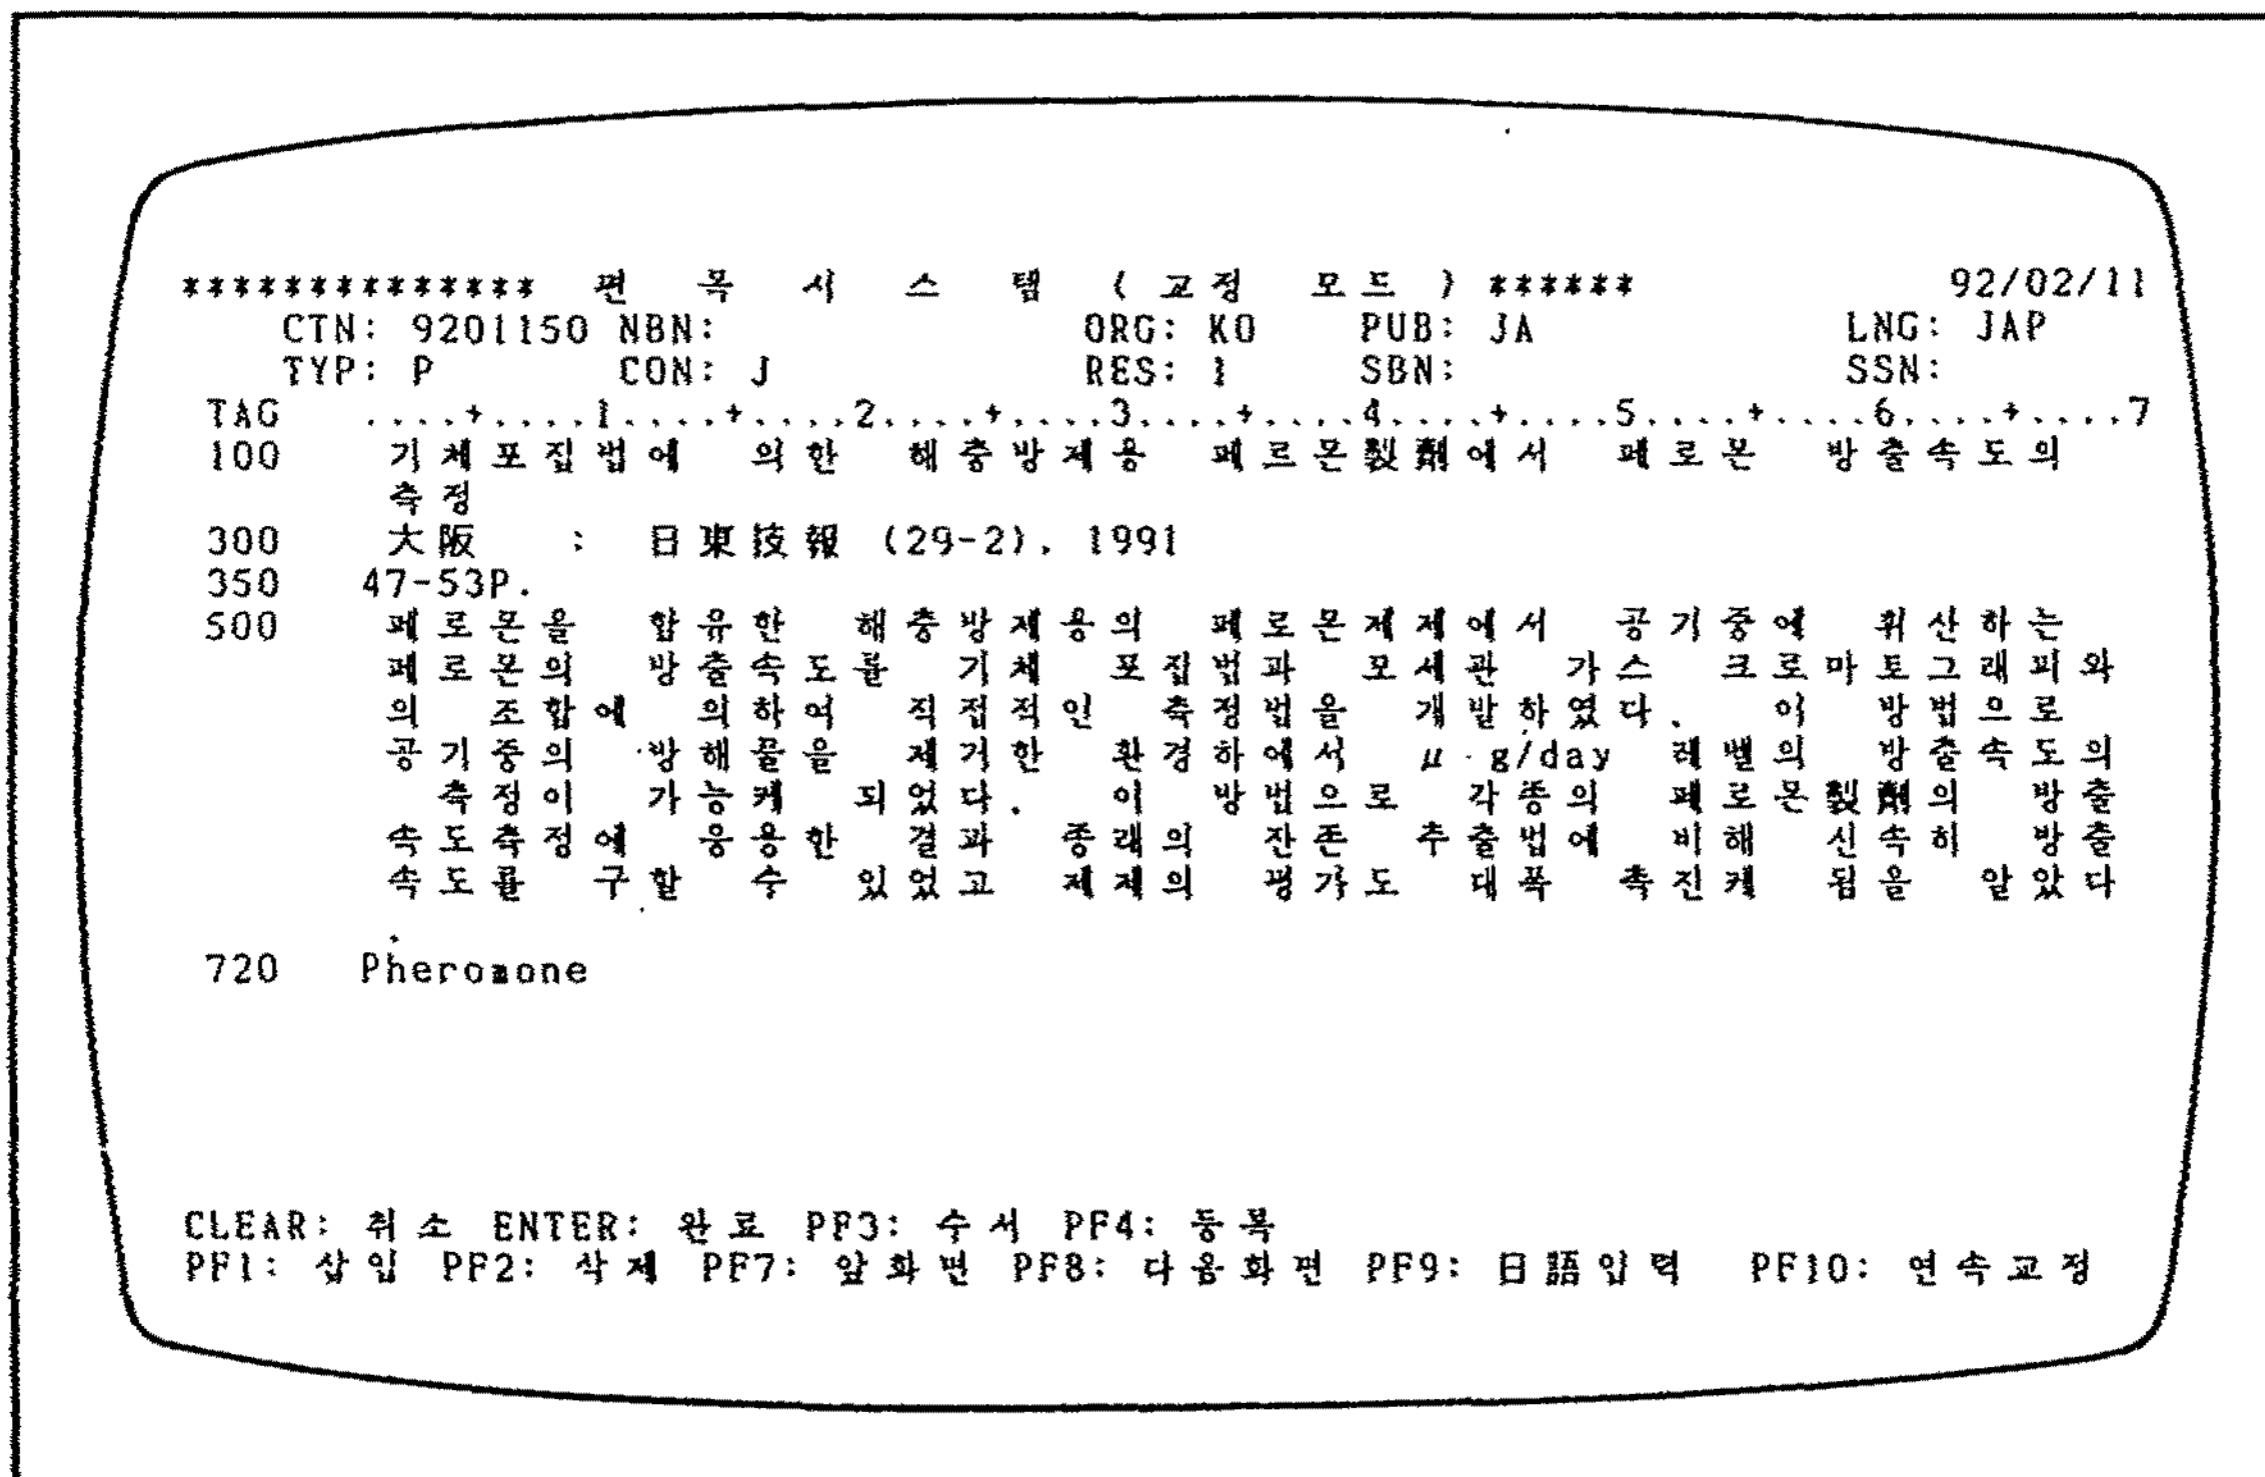 ************** 편 목 시 스 템 ( 교정 모드 ) ****** 92/02/11
CTN: 9201150 NBN: ORG: KO PUB: JA LNG: JAP
TYP: P CON: J RES: 1 SBN: SSN:
TAG ....+....1....+....2....+....3....+....4....+....5....+....6....+....7
100 기체포집법에 의한 해충방제용 페르몬製劑에서 페로몬 방출속도의
측정
300 大阪 : 日東技報 (29-2), 1991
350 47-53P.
500 페로몬을 함유한 해충방제용의 페로몬제제에서 공기중에 휘산하는
페로몬의 방출속도를 기체 포집법과 모세관 가스 크로마토그래피와
의 조합에 의하여 직접적인 측정법을 개발하였다. 이 방법으로
공기중의 방해물을 제거한 환경하에서 μ·g/day 레벨의 방출속도의
측정이 가능케 되었다. 이 방법으로 각종의 페로몬製劑의 방출
속도측정에 응용한 결과 종래의 잔존 추출법에 비해 신속히 방출
속도를 구할 수 있었고 제제의 평가도 대폭 촉진케 됨을 알았다
.
720 Pheromone
CLEAR: 취소 ENTER: 완료 PF3: 수서 PF4: 등록
PF1: 삽입 PF2: 삭제 PF7: 앞화면 PF8: 다음화면 PF9: 日語입력 PF10: 연속교정